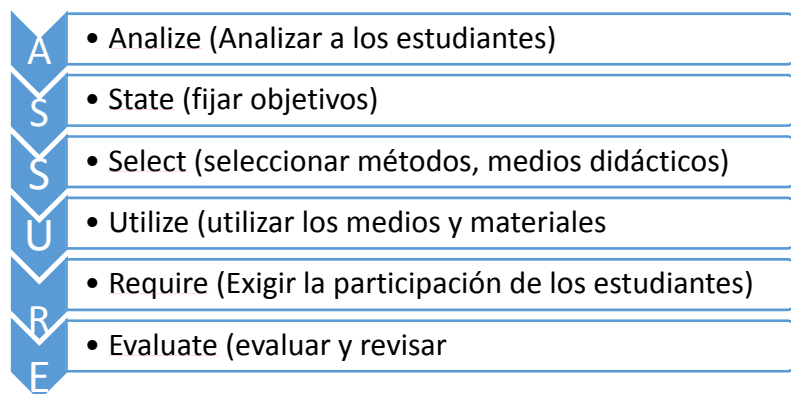 A
• Analize (Analizar a los estudiantes)
S
• State (fijar objetivos)
S
• Select (seleccionar métodos, medios didácticos)
U
• Utilize (utilizar los medios y materiales
R
• Require (Exigir la participación de los estudiantes)
E
• Evaluate (evaluar y revisar